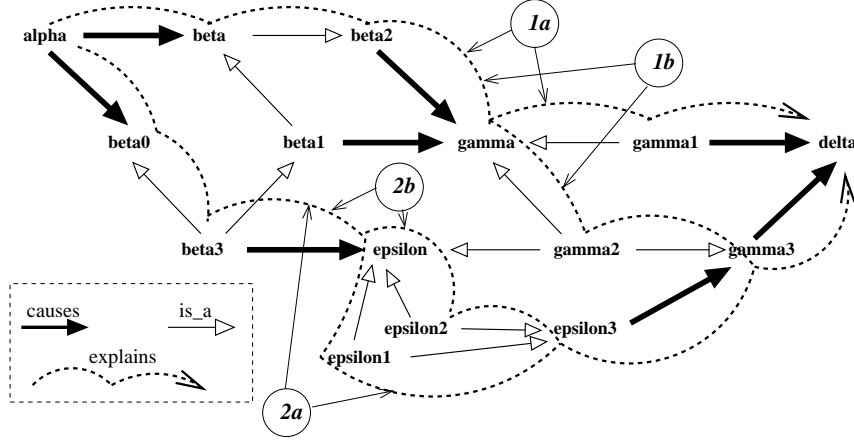 1a
alpha beta beta2
1b
beta0 beta1 gamma gamma1 delta
2b
beta3 epsilon gamma2 gamma3
causes is_a
epsilon2 epsilon3
explains epsilon1
2a